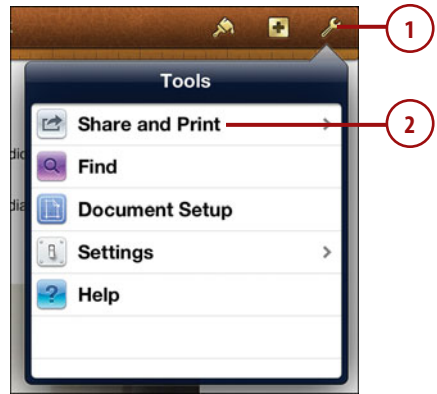 1
Tools
Share and Print
2
Find
Document Setup
Settings
?
Help